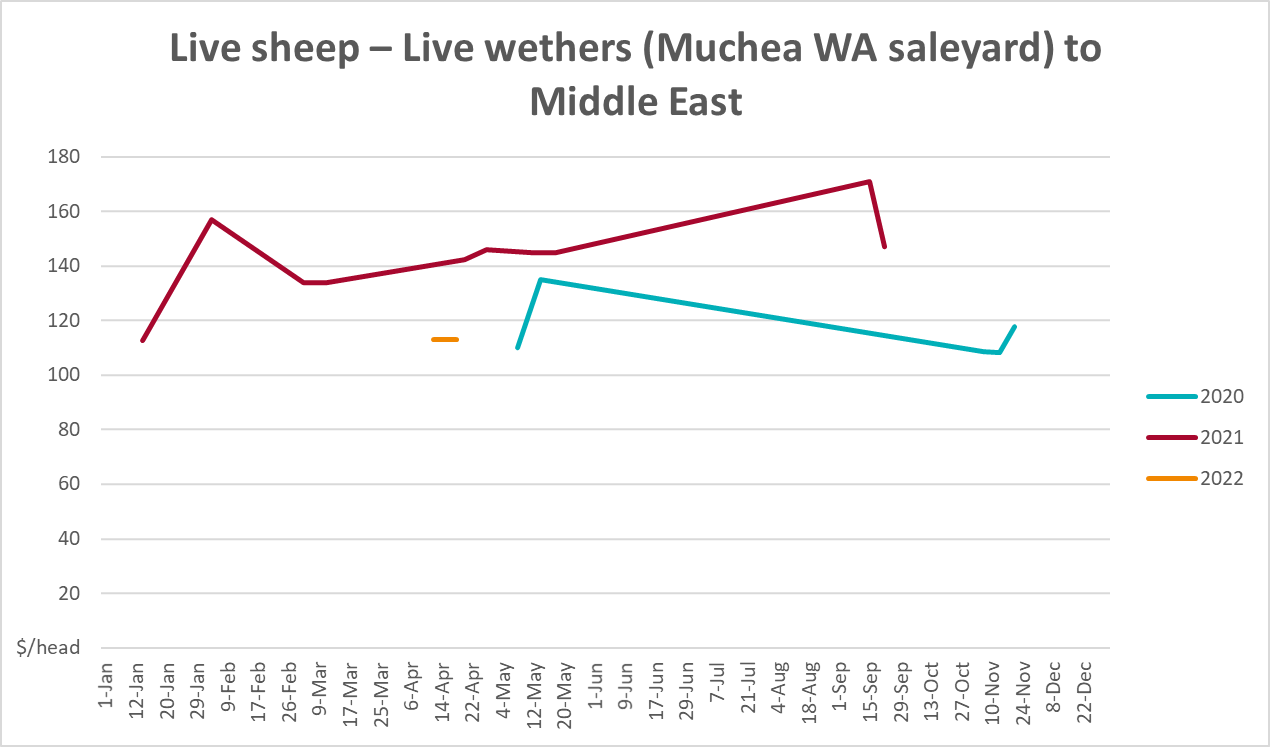 Live sheep – Live wethers (Muchea WA saleyard) to
Middle East
180
160
140
120
100
80
60
40
20
$/head
1-Jan
12-Jan
20-Jan
29-Jan
9-Feb
17-Feb
26-Feb
9-Mar
17-Mar
25-Mar
6-Apr
14-Apr
22-Apr
4-May
12-May
20-May
1-Jun
9-Jun
17-Jun
29-Jun
7-Jul
21-Jul
4-Aug
18-Aug
1-Sep
15-Sep
29-Sep
13-Oct
27-Oct
10-Nov
24-Nov
8-Dec
22-Dec
2020
2021
2022